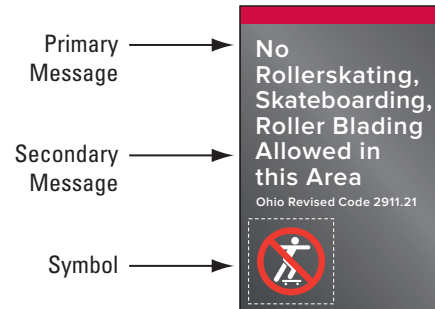 Primary
Message
Secondary
Message
Symbol
No
Rollerskating,
Skateboarding,
Roller Blading
Allowed in
this Area
Ohio Revised Code 2911.21